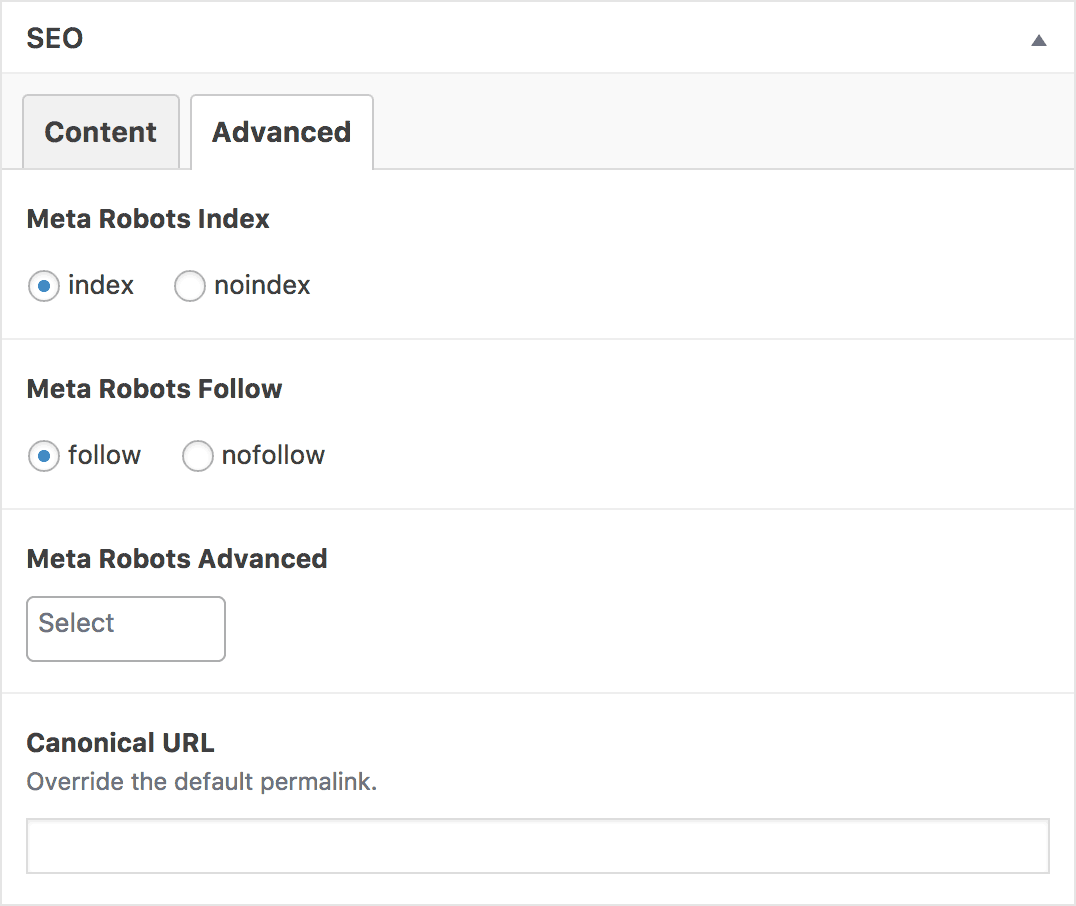 SEO
Content Advanced
Meta Robots Index
index noindex
Meta Robots Follow
follow nofollow
Meta Robots Advanced
Select
Canonical URL
Override the default permalink.